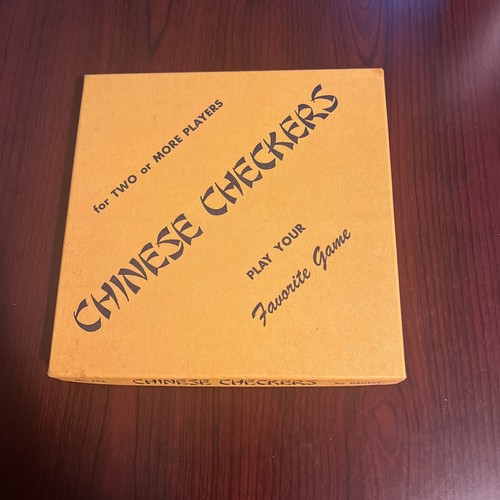 for TWO or MORE PLAYERS
CHINESE CHECKERS
PLAY YOUR
Favorite Game
CHINESE CHECKERS